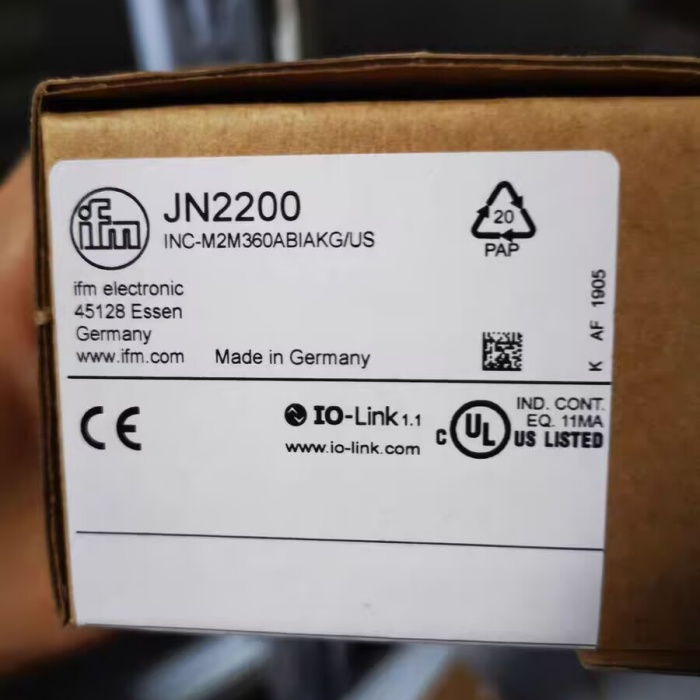 ifm
JN2200
INC-M2M360ABIAKG/US
20
PAP
ifm electronic
45128 Essen
Germany
www.ifm.com
Made in Germany
K AF 1905
CE
IO-Link 1.1
www.io-link.com
C UL US LISTED
IND. CONT.
EQ. 11MA